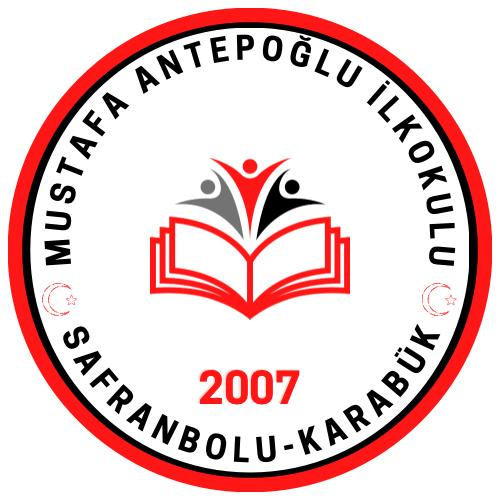 MUSTAFA ANTEPOĞLU İLKOKULU
2007
SAFRANBOLU-KARABÜK